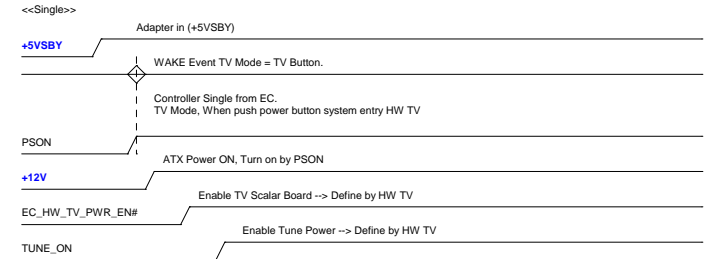 <<Single>>
Adapter in (+5VSBY)
+5VSBY
WAKE Event TV Mode = TV Button.
Controller Single from EC.
TV Mode, When push power button system entry HW TV
PSON
ATX Power ON, Turn on by PSON
+12V
Enable TV Scalar Board --> Define by HW TV
EC_HW_TV_PWR_EN#
Enable Tune Power --> Define by HW TV
TUNE_ON